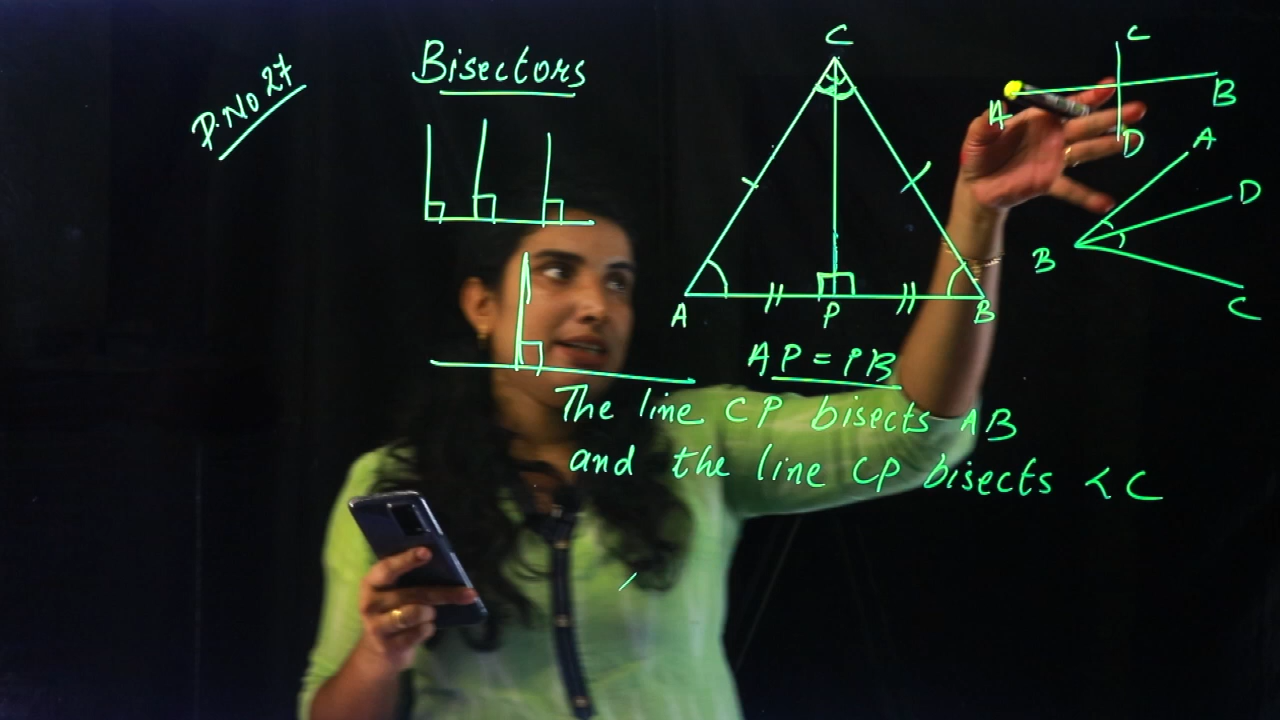 P.No 27
Bisectors
C
A P B
AP = PB
The line CP bisects AB
and the line CP bisects < C
C
A B
D
A
D
B
C